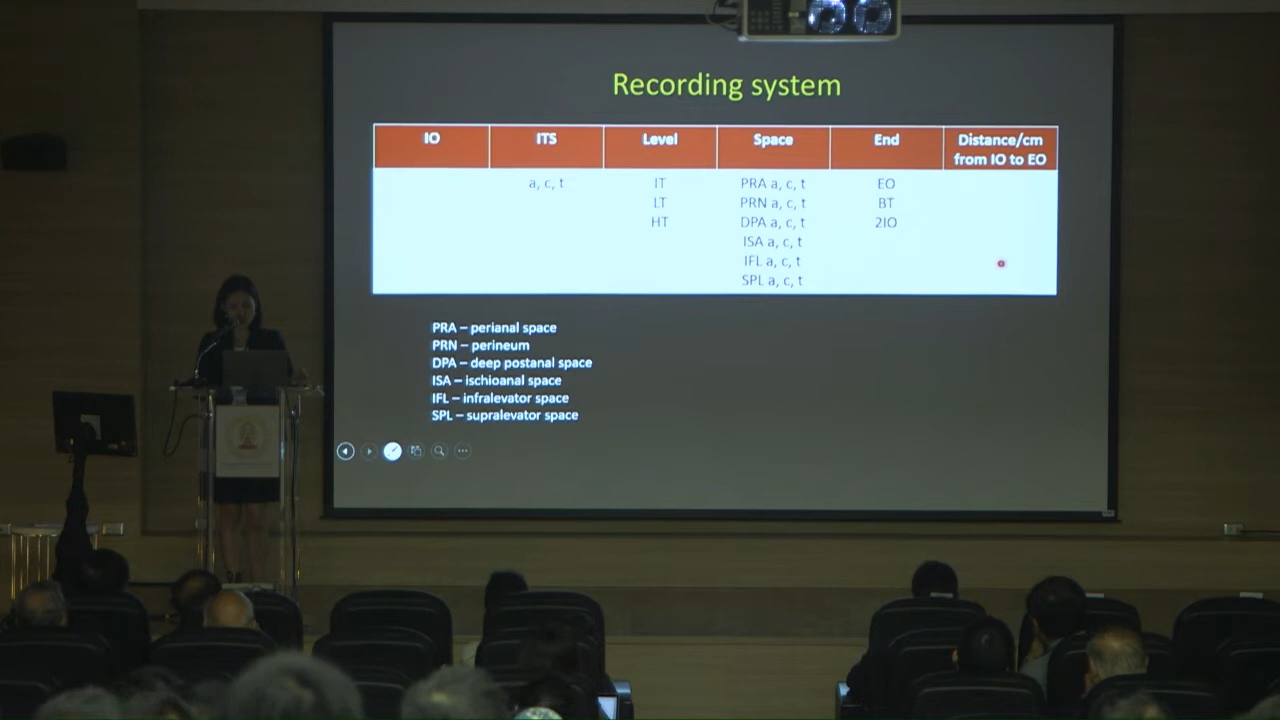 Recording system
IO ITS Level Space End Distance/cm
from IO to EO
a, c, t IT PRA a, c, t EO
LT PRN a, c, t BT
HT DPA a, c, t 2IO
ISA a, c, t
IFL a, c, t
SPL a, c, t
PRA – perianal space
PRN – perineum
DPA – deep postanal space
ISA – ischioanal space
IFL – infralevator space
SPL – supralevator space